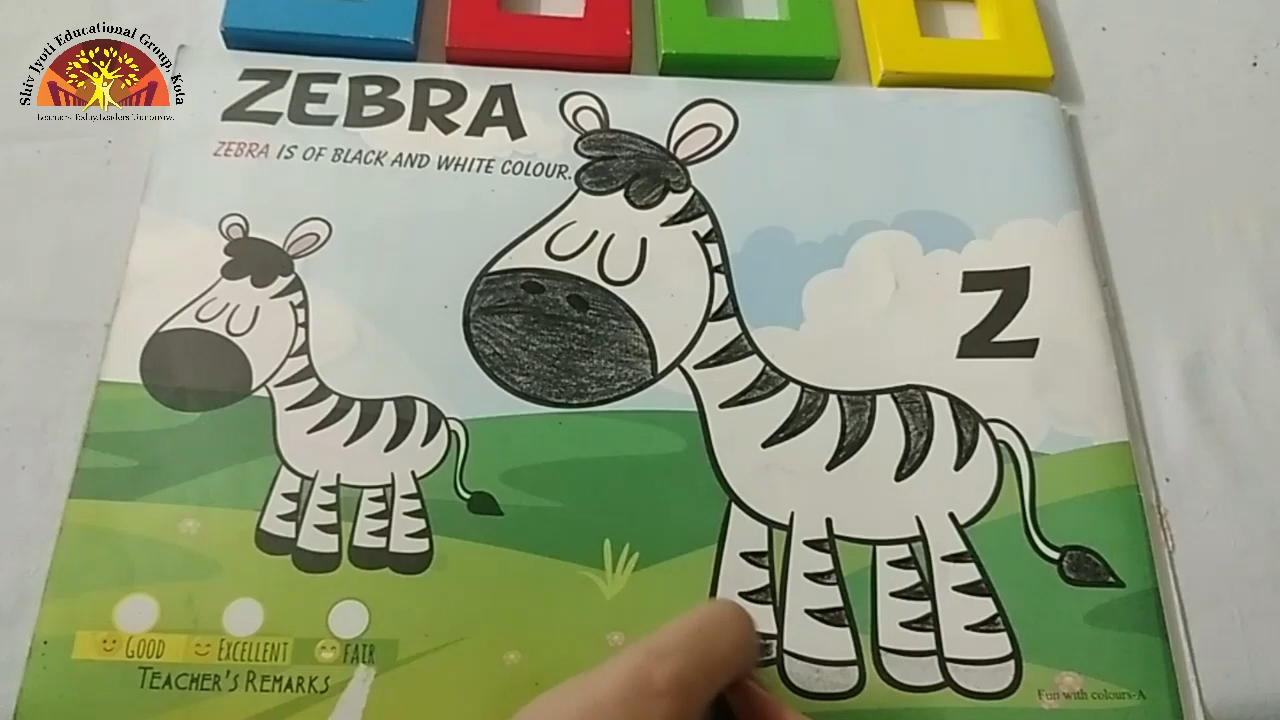 Shiv Jyoti Educational Group, Kota
ZEBRA
ZEBRA IS OF BLACK AND WHITE COLOUR.
Z
GOOD EXCELLENT FAIR
TEACHER'S REMARKS
Fun with colours-A